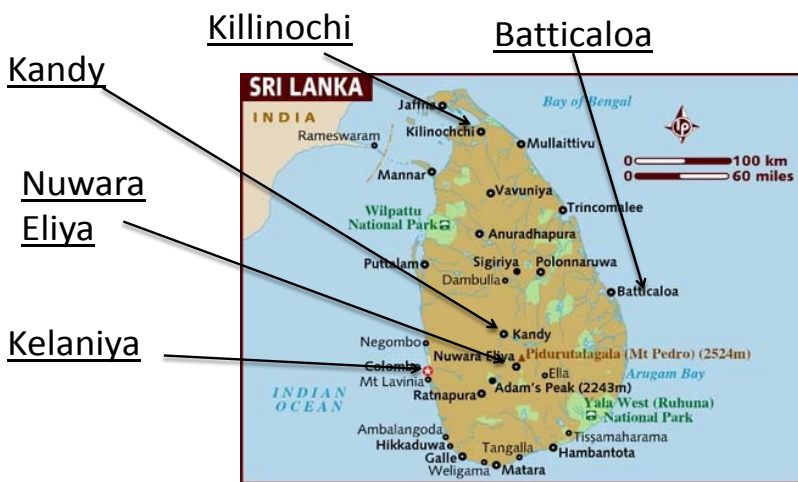 Killinochi
Batticaloa
Kandy
Nuwara
Eliya
Kelaniya
SRI LANKA
INDIA
Bay of Bengal
Jaffna
Rameswaram
Kilinochchi
Mullaittivu
0 100 km
0 60 miles
Mannar
Vavuniya
Wilpattu
National Park
Trincomalee
Anuradhapura
Puttalam
Sigiriya
Polonnaruwa
Dambulla
Batticaloa
Negombo
Kandy
Nuwara Eliya
Pidurutalagala (Mt Pedro) (2524m)
Colombo
Ella
Arugam Bay
Mt Lavinia
Adam's Peak (2243m)
INDIAN
OCEAN
Ratnapura
Yala West (Ruhuna)
National Park
Ambalangoda
Tissamaharama
Hikkaduwa
Tangalla
Hambantota
Galle
Weligama
Matara
lp